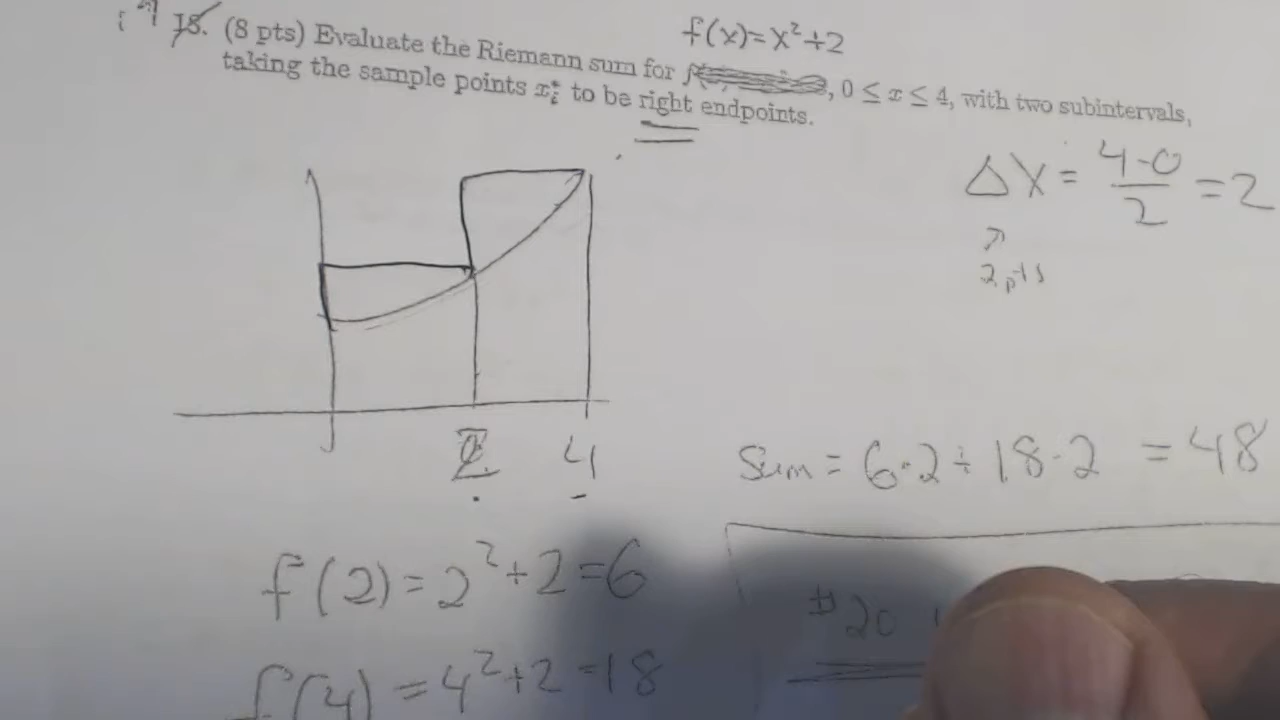 f(x)=x²+2
18. (8 pts) Evaluate the Riemann sum for f , 0 ≤ x ≤ 4, with two subintervals,
taking the sample points xᵢ* to be right endpoints.
ΔX = 4-0 / 2 = 2
2 pts
2 4
Sum = 6·2 + 18·2 = 48
f(2) = 2²+2=6
#20
f(4) = 4²+2=18